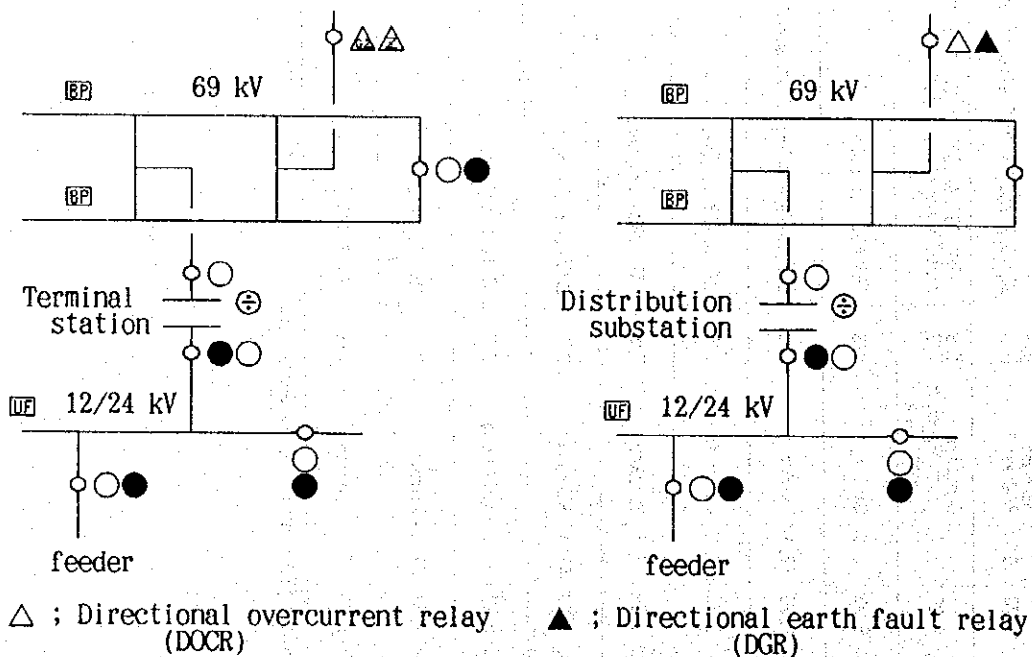 GZ Z
BP 69 kV
BP
Terminal
station
÷
UF 12/24 kV
feeder
BP 69 kV
BP
Distribution
substation
÷
UF 12/24 kV
feeder
△ ; Directional overcurrent relay
(DOCR)
▲ ; Directional earth fault relay
(DGR)